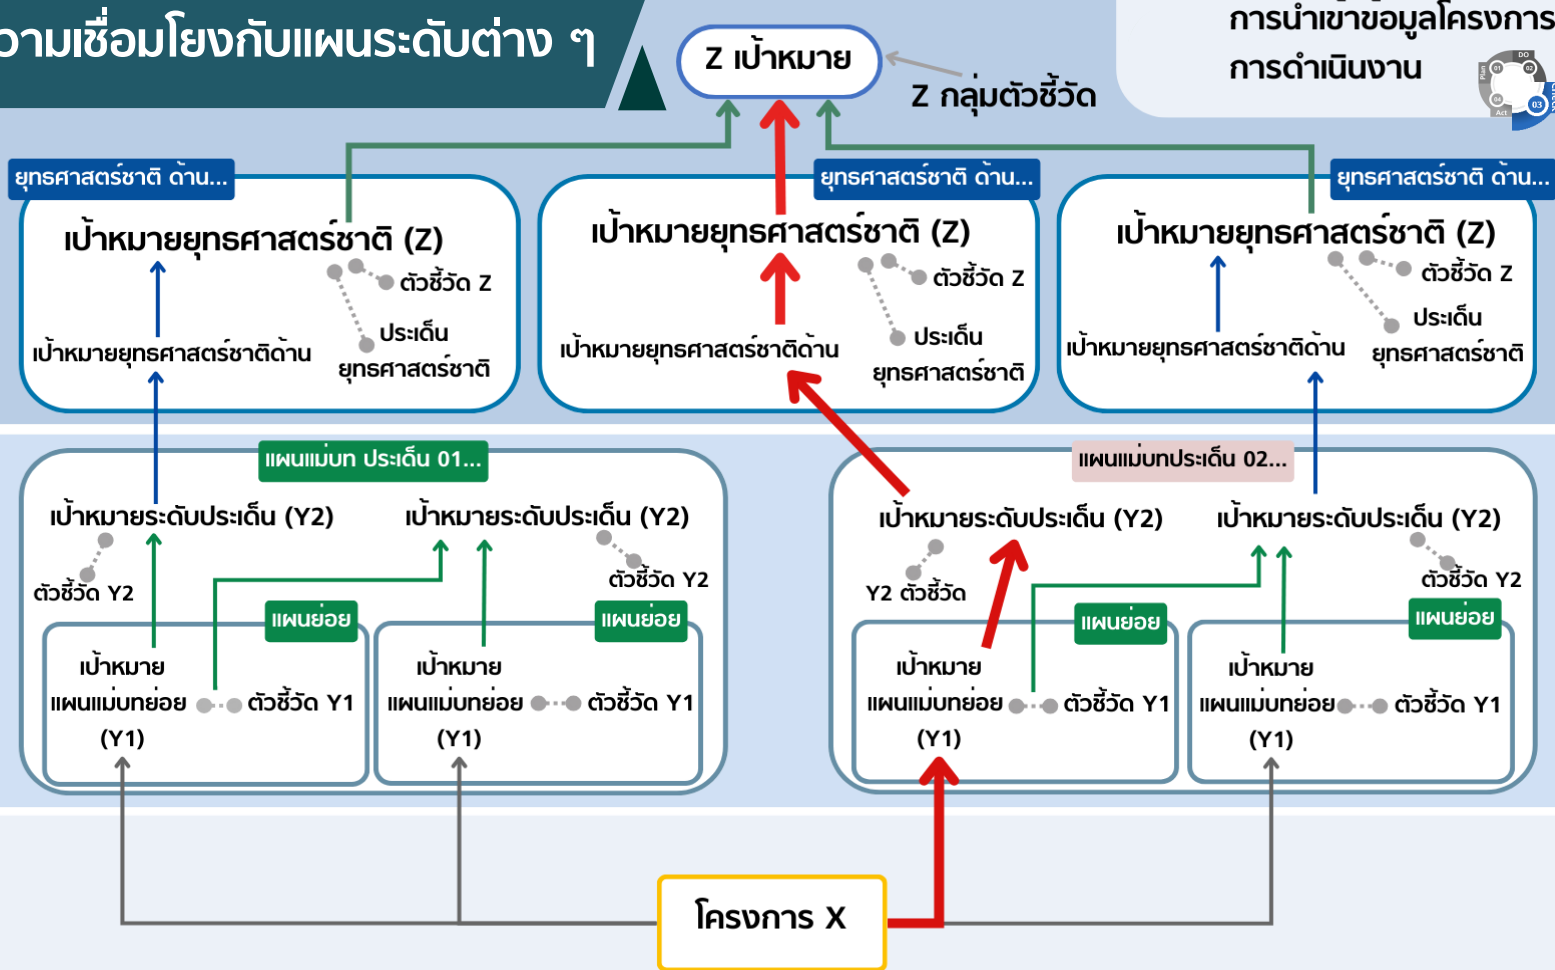 วามเชื่อมโยงกับแผนระดับต่าง ๆ
การนำเข้าข้อมูลโครงการ
การดำเนินงาน
Plan
DO
Check
Act
01
02
03
04
Z เป้าหมาย
Z กลุ่มตัวชี้วัด
ยุทธศาสตร์ชาติ ด้าน...
เป้าหมายยุทธศาสตร์ชาติ (Z)
ตัวชี้วัด Z
ประเด็น
ยุทธศาสตร์ชาติ
เป้าหมายยุทธศาสตร์ชาติด้าน
ยุทธศาสตร์ชาติ ด้าน...
เป้าหมายยุทธศาสตร์ชาติ (Z)
ตัวชี้วัด Z
ประเด็น
ยุทธศาสตร์ชาติ
เป้าหมายยุทธศาสตร์ชาติด้าน
ยุทธศาสตร์ชาติ ด้าน...
เป้าหมายยุทธศาสตร์ชาติ (Z)
ตัวชี้วัด Z
ประเด็น
ยุทธศาสตร์ชาติ
เป้าหมายยุทธศาสตร์ชาติด้าน
แผนแม่บท ประเด็น 01...
เป้าหมายระดับประเด็น (Y2)
เป้าหมายระดับประเด็น (Y2)
ตัวชี้วัด Y2
ตัวชี้วัด Y2
แผนย่อย
เป้าหมาย
แผนแม่บทย่อย
(Y1)
ตัวชี้วัด Y1
แผนย่อย
เป้าหมาย
แผนแม่บทย่อย
(Y1)
ตัวชี้วัด Y1
แผนแม่บทประเด็น 02...
เป้าหมายระดับประเด็น (Y2)
เป้าหมายระดับประเด็น (Y2)
Y2 ตัวชี้วัด
ตัวชี้วัด Y2
แผนย่อย
เป้าหมาย
แผนแม่บทย่อย
(Y1)
ตัวชี้วัด Y1
แผนย่อย
เป้าหมาย
แผนแม่บทย่อย
(Y1)
ตัวชี้วัด Y1
โครงการ X